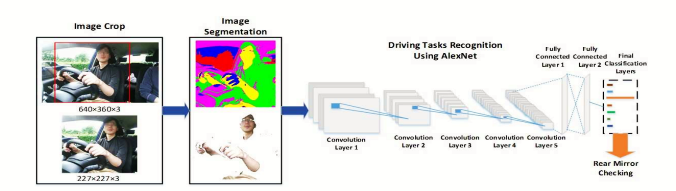 Image Crop
640×360×3
227×227×3
Image
Segmentation
Driving Tasks Recognition
Using AlexNet
Convolution
Layer 1
Convolution
Layer 2
Convolution
Layer 3
Convolution
Layer 4
Convolution
Layer 5
Fully
Connected
Layer 1
Fully
Connected
Layer 2
Final
Classification
Layers
Rear Mirror
Checking